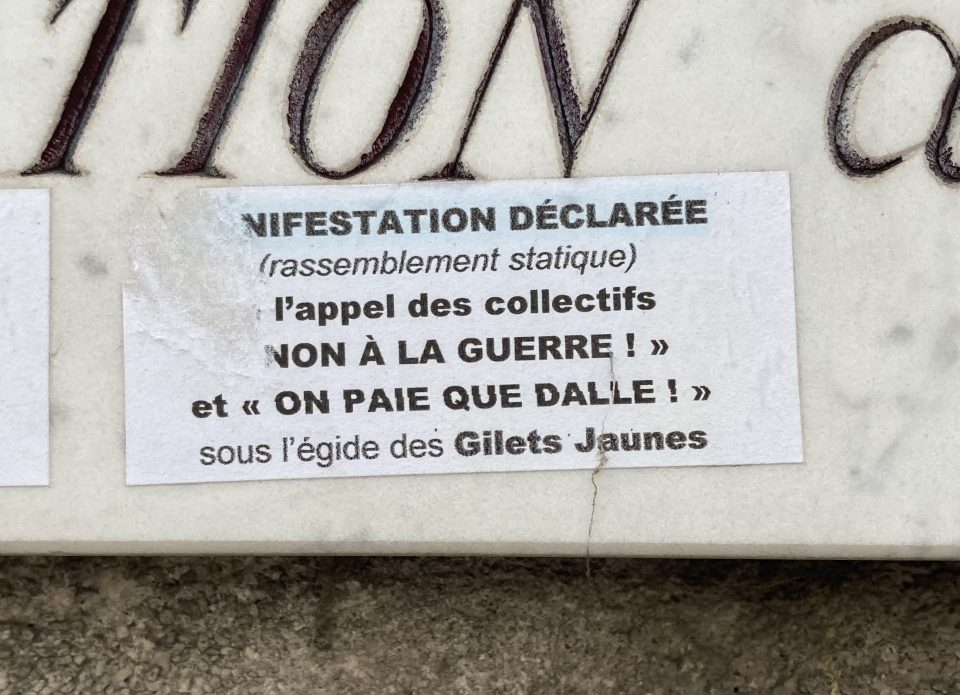 TION
NIFESTATION DÉCLARÉE
(rassemblement statique)
l'appel des collectifs
NON À LA GUERRE ! »
et « ON PAIE QUE DALLE ! »
sous l'égide des Gilets Jaunes